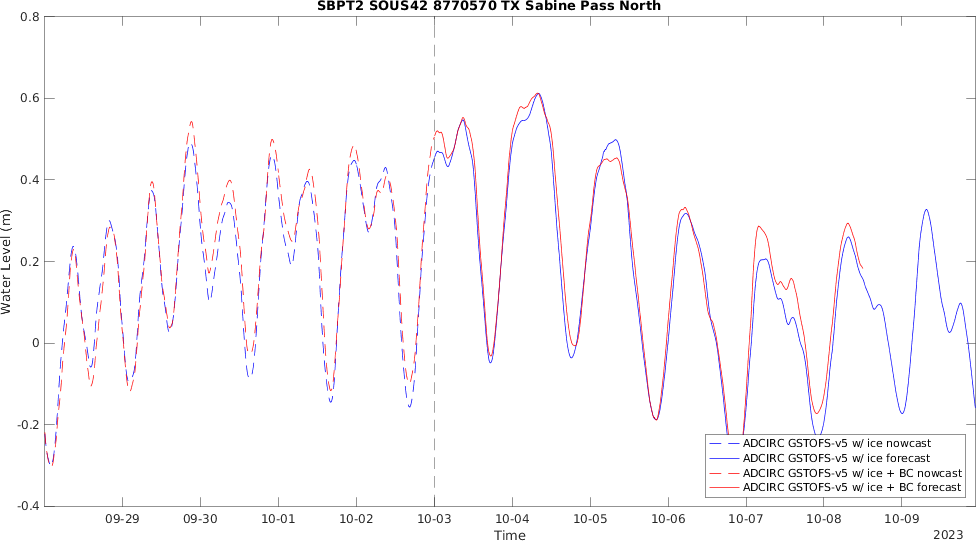 SBPT2 SOUS42 8770570 TX Sabine Pass North
0.8
0.6
0.4
0.2
0
-0.2
-0.4
Water Level (m)
ADCIRC GSTOFS-v5 w/ ice nowcast
ADCIRC GSTOFS-v5 w/ ice forecast
ADCIRC GSTOFS-v5 w/ ice + BC nowcast
ADCIRC GSTOFS-v5 w/ ice + BC forecast
09-29 09-30 10-01 10-02 10-03 10-04 10-05 10-06 10-07 10-08 10-09
Time
2023